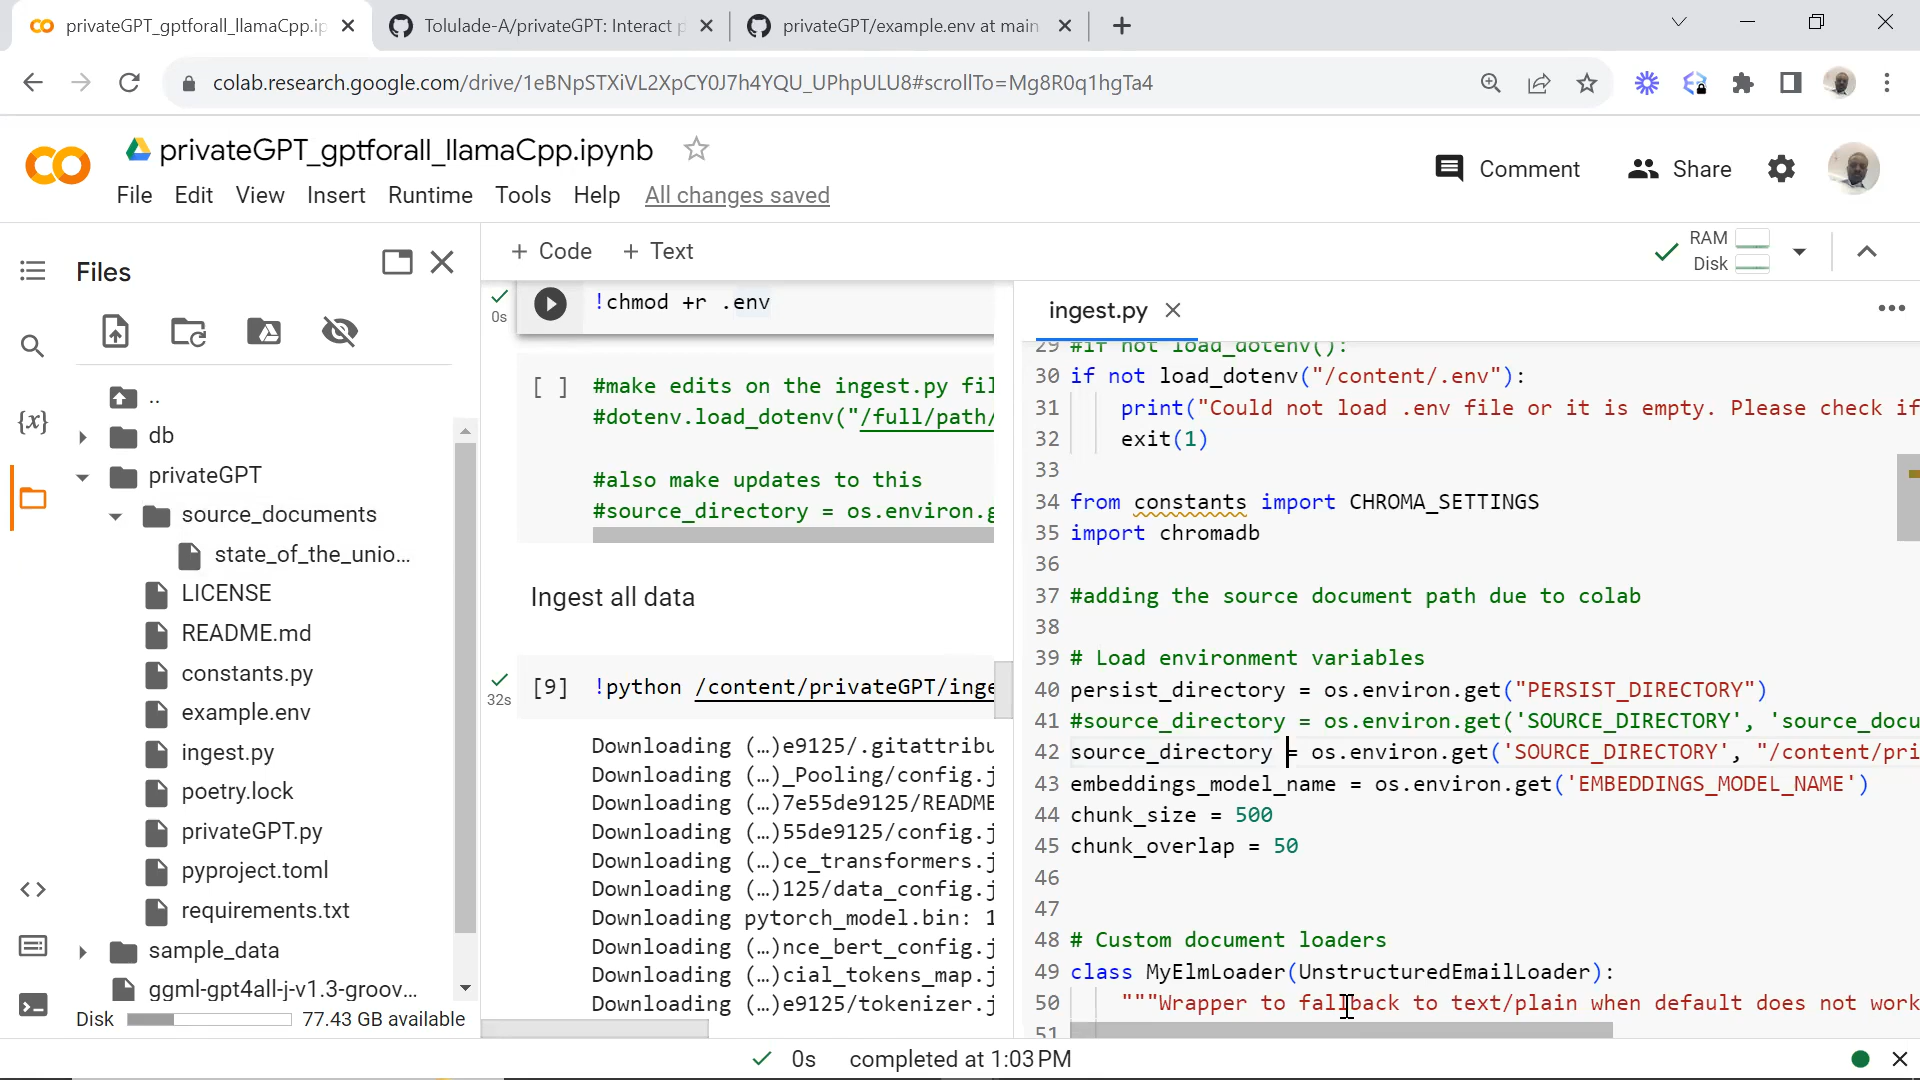 privateGPT_gptforall_llamaCpp.ip
Tolulade-A/privateGPT: Interact p
privateGPT/example.env at main
colab.research.google.com/drive/1eBNpSTXiVL2XpCY0J7h4YQU_UPhpULU8#scrollTo=Mg8R0q1hgTa4
privateGPT_gptforall_llamaCpp.ipynb
Comment
Share
File Edit View Insert Runtime Tools Help All changes saved
Files
+ Code + Text
RAM
Disk
..
db
privateGPT
source_documents
state_of_the_unio...
LICENSE
README.md
constants.py
example.env
ingest.py
poetry.lock
privateGPT.py
pyproject.toml
requirements.txt
sample_data
ggml-gpt4all-j-v1.3-groov...
Disk 77.43 GB available
0s
!chmod +r .env
[ ] #make edits on the ingest.py fil
#dotenv.load_dotenv("/full/path/
#also make updates to this
#source_directory = os.environ.g
Ingest all data
32s
[9] !python /content/privateGPT/inge
Downloading (…)e9125/.gitattribu
Downloading (…)_Pooling/config.j
Downloading (…)7e55de9125/README
Downloading (…)55de9125/config.j
Downloading (…)ce_transformers.j
Downloading (…)125/data_config.j
Downloading pytorch_model.bin: 1
Downloading (…)nce_bert_config.j
Downloading (…)cial_tokens_map.j
Downloading (…)e9125/tokenizer.j
ingest.py
29 #if not load_dotenv():
30 if not load_dotenv("/content/.env"):
31 print("Could not load .env file or it is empty. Please check if
32 exit(1)
33
34 from constants import CHROMA_SETTINGS
35 import chromadb
36
37 #adding the source document path due to colab
38
39 # Load environment variables
40 persist_directory = os.environ.get("PERSIST_DIRECTORY")
41 #source_directory = os.environ.get('SOURCE_DIRECTORY', 'source_docu
42 source_directory = os.environ.get('SOURCE_DIRECTORY', "/content/pri
43 embeddings_model_name = os.environ.get('EMBEDDINGS_MODEL_NAME')
44 chunk_size = 500
45 chunk_overlap = 50
46
47
48 # Custom document loaders
49 class MyElmLoader(UnstructuredEmailLoader):
50 """Wrapper to fallback to text/plain when default does not work
51
0s completed at 1:03 PM